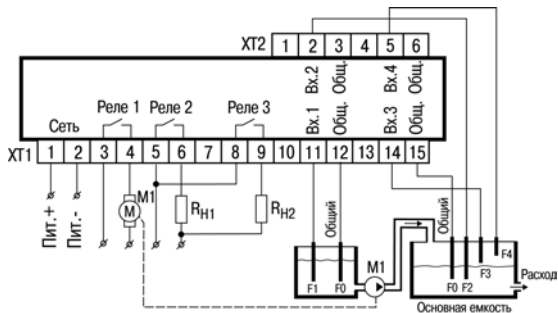 XT2 1 2 3 4 5 6
Вх.2 Общ. Вх.4 Общ.
Вх.1 Общ. Вх.3 Общ.
Реле 1 Реле 2 Реле 3
Сеть
XT1 1 2 3 4 5 6 7 8 9 10 11 12 13 14 15
Пит.+
Пит.-
M1
M
RН1
RН2
Общий
Общий
M1
F1 F0
F0 F2 F3 F4
Расход
Основная емкость